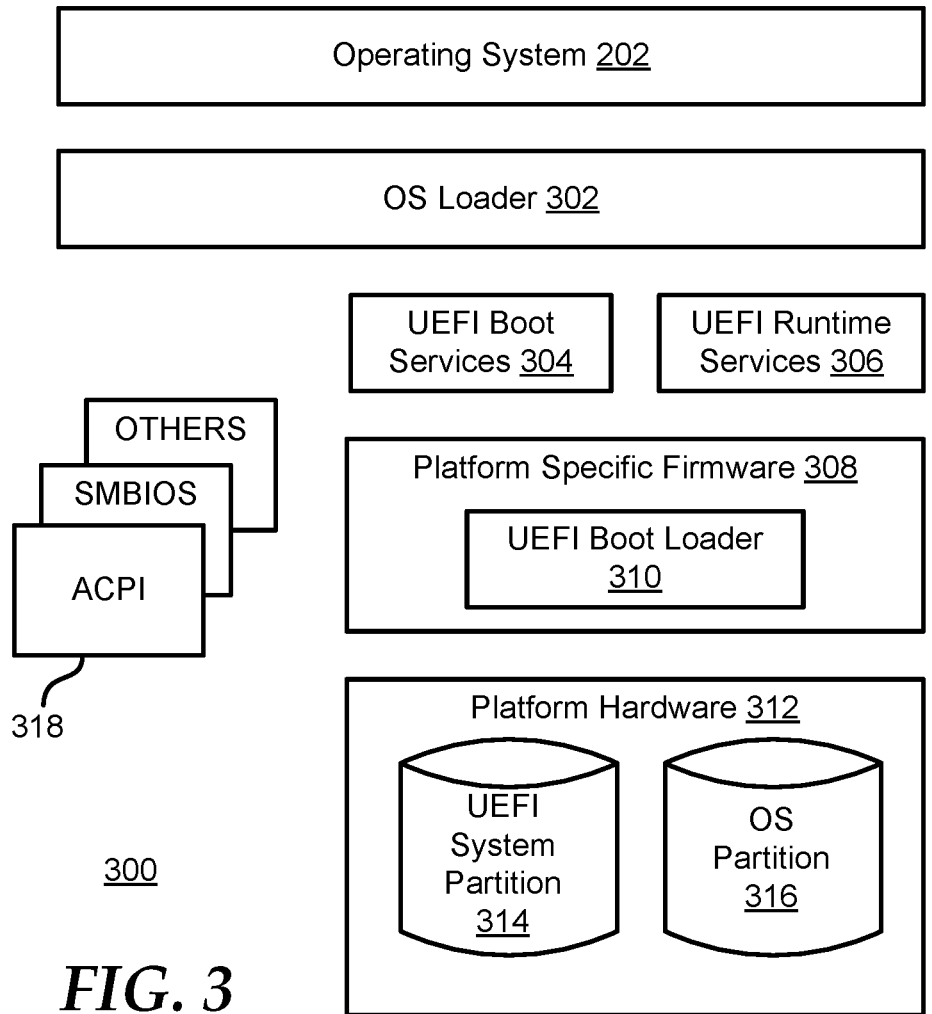 Operating System 202
OS Loader 302
UEFI Boot
Services 304
UEFI Runtime
Services 306
OTHERS
SMBIOS
ACPI
318
Platform Specific Firmware 308
UEFI Boot Loader
310
Platform Hardware 312
UEFI
System
Partition
314
OS
Partition
316
300
FIG. 3